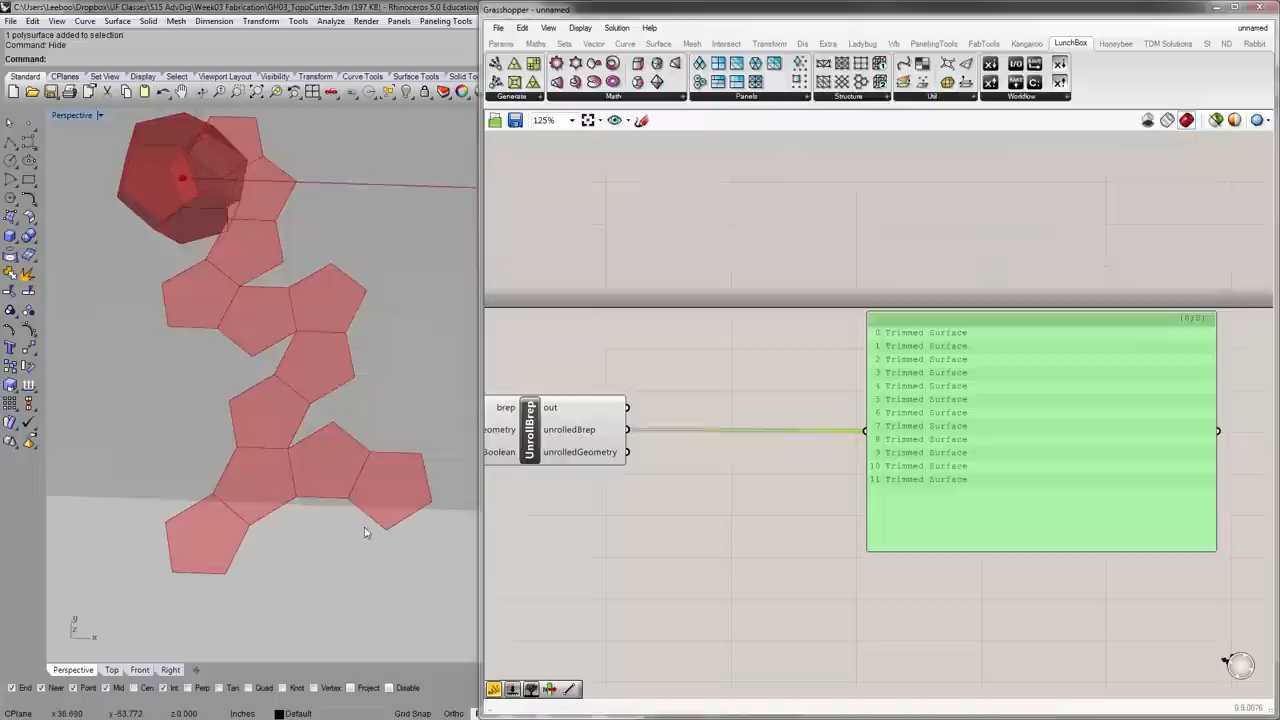 C:\Users\Leeboo\Dropbox\UF Classes\S15 AdvDig\Week03 Fabrication\GH03_TopoCutter.3dm (197 KB) - Rhinoceros 5.0 Education
Grasshopper - unnamed
File Edit View Curve Surface Solid Mesh Dimension Transform Tools Analyze Render Panels Paneling Tools
File Edit View Display Solution Help
unnamed
1 polysurface added to selection
Command: Hide
Command:
Params Maths Sets Vector Curve Surface Mesh Intersect Transform Dis Extra Ladybug Wb PanelingTools FabTools Kangaroo LunchBox Honeybee TDM Solutions SI ND Rabbit
Standard CPlanes Set View Display Select Viewport Layout Visibility Transform Curve Tools Surface Tools Solid To
Generate + Math + Panels + Structure + Util + Workflow +
Perspective
125%
(0;0)
0 Trimmed Surface
1 Trimmed Surface
2 Trimmed Surface
3 Trimmed Surface
4 Trimmed Surface
5 Trimmed Surface
6 Trimmed Surface
7 Trimmed Surface
8 Trimmed Surface
9 Trimmed Surface
10 Trimmed Surface
11 Trimmed Surface
brep
eometry
Boolean
UnrollBrep
out
unrolledBrep
unrolledGeometry
y
z x
Perspective Top Front Right
End Near Point Mid Cen Int Perp Tan Quad Knot Vertex Project Disable
CPlane x 36.690 y -53.772 z 0.000 Inches Default Grid Snap Ortho
0.9.0076